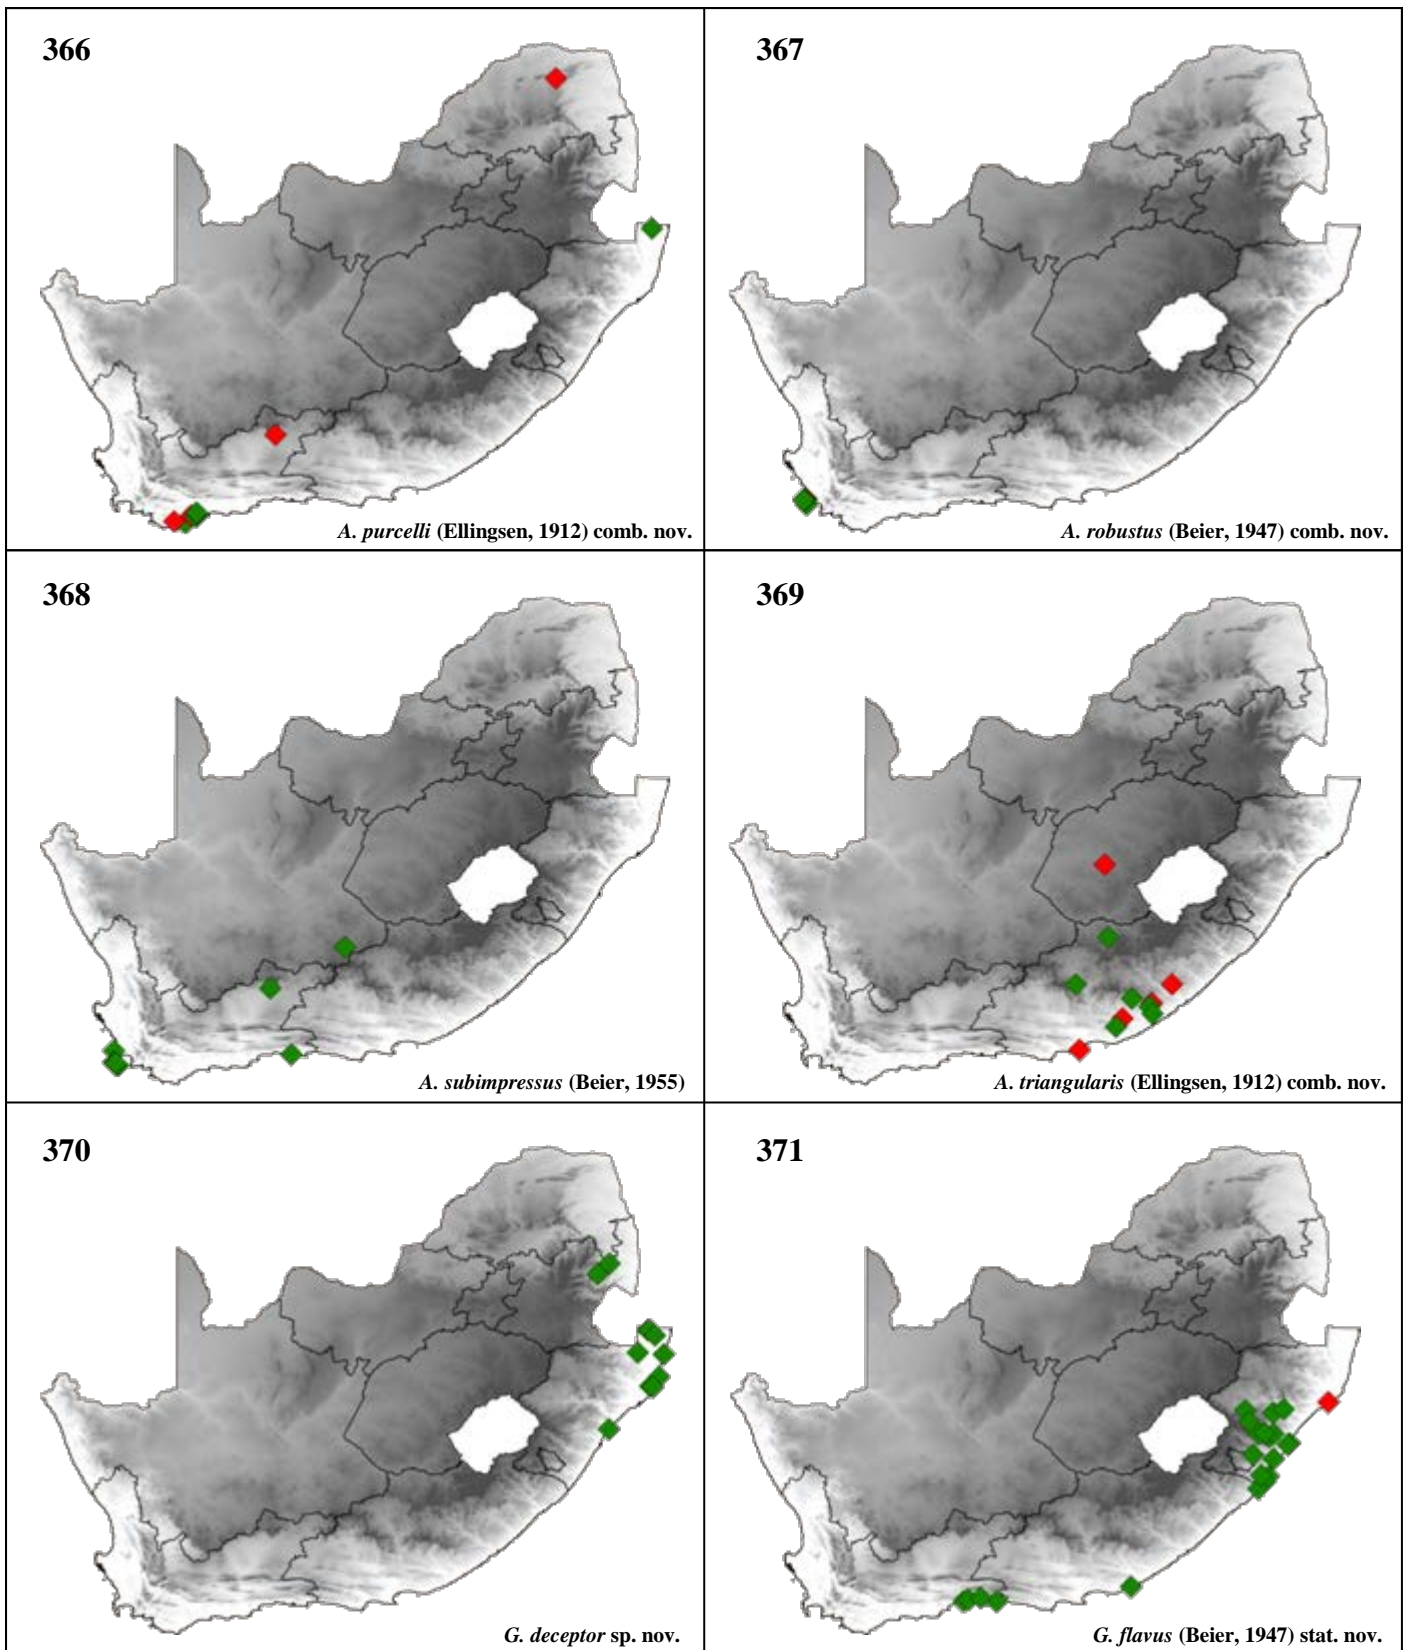 366
A. purcelli (Ellingsen, 1912) comb. nov.
367
A. robustus (Beier, 1947) comb. nov.
368
A. subimpressus (Beier, 1955)
369
A. triangularis (Ellingsen, 1912) comb. nov.
370
G. deceptor sp. nov.
371
G. flavus (Beier, 1947) stat. nov.